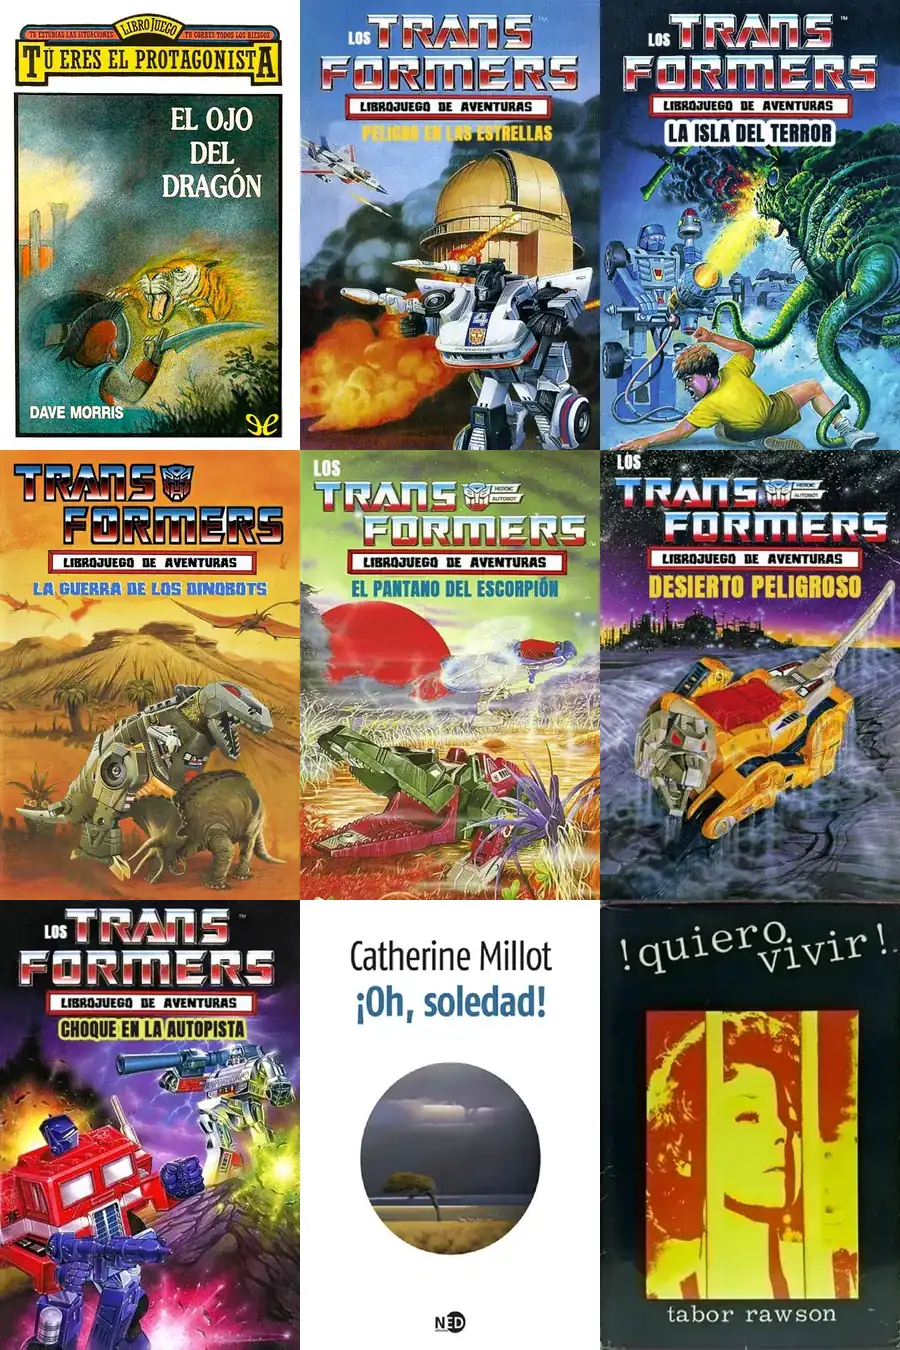 TÚ ESTUDIAS LAS SITUACIONES
LIBRO JUEGO
TÚ CORRES TODOS LOS RIESGOS
TÚ ERES EL PROTAGONISTA
EL OJO
DEL
DRAGÓN
DAVE MORRIS
LOS TRANS
FORMERS
LIBROJUEGO DE AVENTURAS
PELIGRO EN LAS ESTRELLAS
LOS TRANS
FORMERS
LIBROJUEGO DE AVENTURAS
LA ISLA DEL TERROR
TRANS
FORMERS
LIBROJUEGO DE AVENTURAS
LA GUERRA DE LOS DINOBOTS
LOS
TRANS
HEROIC
AUTOBOT
FORMERS
LIBROJUEGO DE AVENTURAS
EL PANTANO DEL ESCORPIÓN
LOS
TRANS
HEROIC
AUTOBOT
FORMERS
LIBROJUEGO DE AVENTURAS
DESIERTO PELIGROSO
LOS TRANS
FORMERS
LIBROJUEGO DE AVENTURAS
CHOQUE EN LA AUTOPISTA
Catherine Millot
¡Oh, soledad!
NED
!quiero
vivir!
tabor rawson